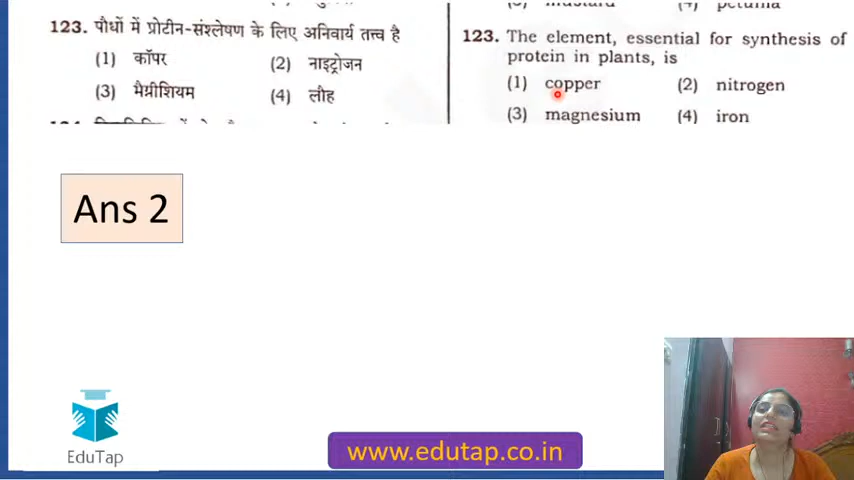 123. पौधों में प्रोटीन-संश्लेषण के लिए अनिवार्य तत्त्व है
(1) कॉपर (2) नाइट्रोजन
(3) मैग्नीशियम (4) लौह
(4) petunia
123. The element, essential for synthesis of
protein in plants, is
(1) copper (2) nitrogen
(3) magnesium (4) iron
Ans 2
EduTap
www.edutap.co.in